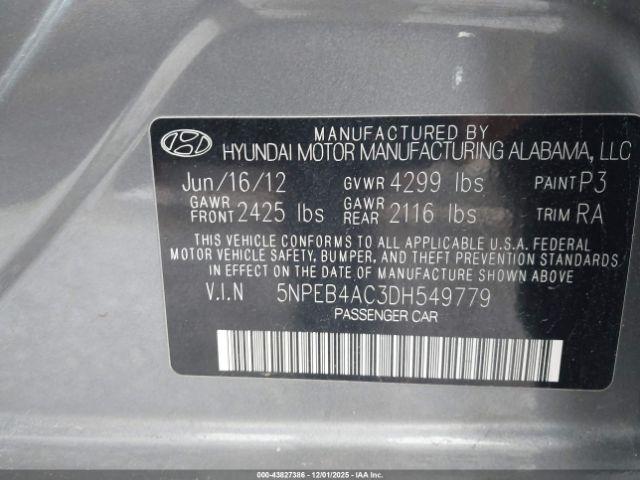 MANUFACTURED BY
HYUNDAI MOTOR MANUFACTURING ALABAMA, LLC
Jun/16/12 GVWR 4299 lbs PAINT P3
GAWR FRONT 2425 lbs GAWR REAR 2116 lbs TRIM RA
THIS VEHICLE CONFORMS TO ALL APPLICABLE U.S.A. FEDERAL
MOTOR VEHICLE SAFETY, BUMPER, AND THEFT PREVENTION STANDARDS
IN EFFECT ON THE DATE OF MANUFACTURE SHOWN ABOVE.
V.I.N 5NPEB4AC3DH549779
PASSENGER CAR
000-43827386 • 12/01/2025 • IAA Inc.